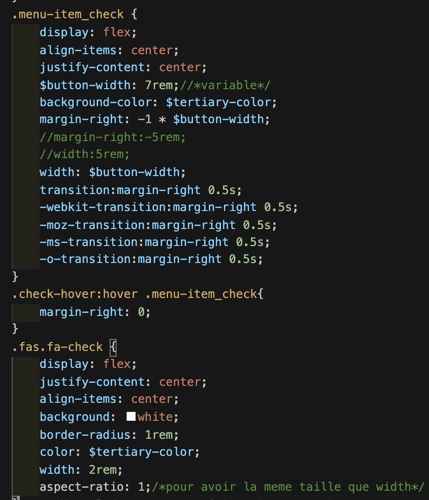 .menu-item_check {
display: flex;
align-items: center;
justify-content: center;
$button-width: 7rem;//*variable*/
background-color: $tertiary-color;
margin-right: -1 * $button-width;
//margin-right:-5rem;
//width:5rem;
width: $button-width;
transition:margin-right 0.5s;
-webkit-transition:margin-right 0.5s;
-moz-transition:margin-right 0.5s;
-ms-transition:margin-right 0.5s;
-o-transition:margin-right 0.5s;
}
.check-hover:hover .menu-item_check{
margin-right: 0;
}
.fas.fa-check {
display: flex;
justify-content: center;
align-items: center;
background: white;
border-radius: 1rem;
color: $tertiary-color;
width: 2rem;
aspect-ratio: 1;/*pour avoir la meme taille que width*/